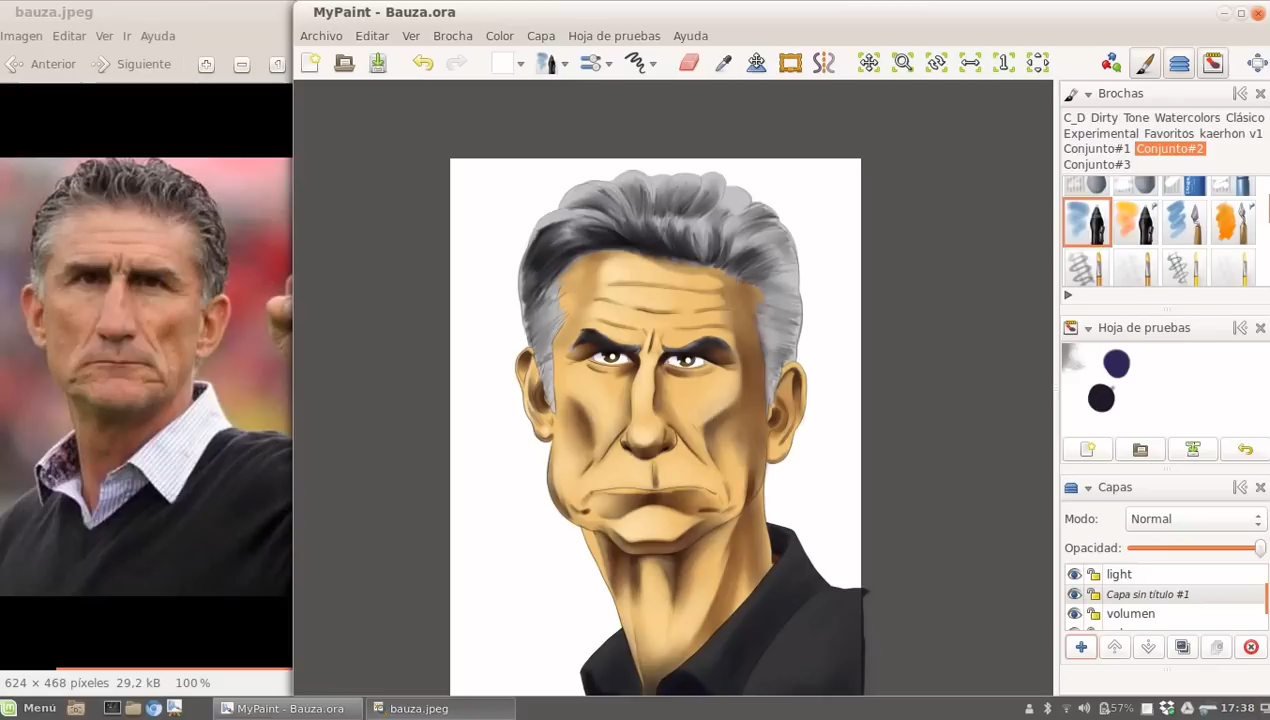 bauza.jpeg
Imagen Editar Ver Ir Ayuda
Anterior Siguiente
624 × 468 píxeles 29,2 kB 100 %
MyPaint - Bauza.ora
Archivo Editar Ver Brocha Color Capa Hoja de pruebas Ayuda
1
Brochas
C_D Dirty Tone Watercolors Clásico
Experimental Favoritos kaerhon v1
Conjunto#1 Conjunto#2
Conjunto#3
Hoja de pruebas
Capas
Modo: Normal
Opacidad:
light
Capa sin título #1
volumen
Menú MyPaint - Bauza.ora bauza.jpeg 57% 17:38